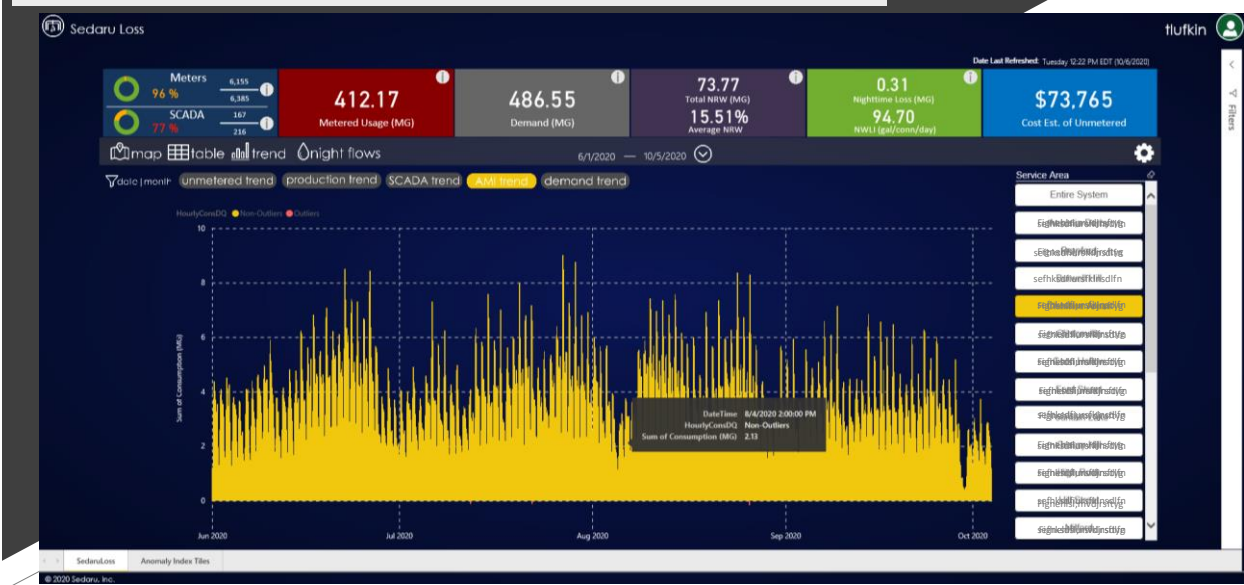 Sedaru Loss
tlufkin
Date Last Refreshed: Tuesday 12:22 PM EDT (10/6/2020)
Meters
96 %
6,155
6,385
SCADA
77 %
167
216
412.17
Metered Usage (MG)
486.55
Demand (MG)
73.77
Total NRW (MG)
15.51%
Average NRW
0.31
Nighttime Loss (MG)
94.70
NWLI (gal/conn/day)
$73,765
Cost Est. of Unmetered
Filters
map table trend night flows
6/1/2020 — 10/5/2020
date | month unmetered trend production trend SCADA trend AMI trend demand trend
Service Area
Entire System
HourlyConsDQ Non-Outliers Outliers
10
8
6
4
2
0
Sum of Consumption (MG)
DateTime 8/4/2020 2:00:00 PM
HourlyConsDQ Non-Outliers
Sum of Consumption (MG) 2.13
Jun 2020 Jul 2020 Aug 2020 Sep 2020 Oct 2020
SedaruLoss Anomaly Index Tiles
© 2020 Sedaru, Inc.